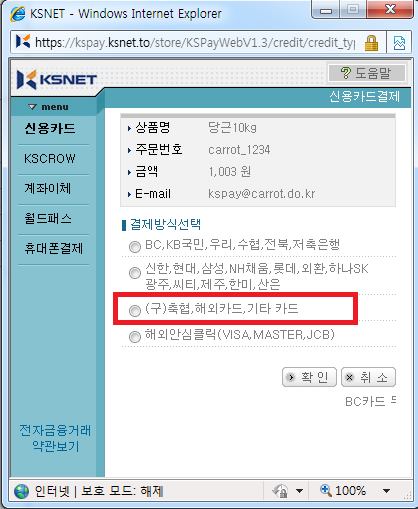 KSNET - Windows Internet Explorer
https://kspay.ksnet.to/store/KSPayWebV1.3/credit/credit_ty
KSNET
? 도움말
menu
신용카드결제
신용카드
KSCROW
계좌이체
월드패스
휴대폰결제
상품명 당근10kg
주문번호 carrot_1234
금액 1,003 원
E-mail kspay@carrot.do.kr
결제방식선택
BC,KB국민,우리,수협,전북,저축은행
신한,현대,삼성,NH채움,롯데,외환,하나SK
광주,씨티,제주,한미,산은
(구)축협,해외카드,기타 카드
해외안심클릭(VISA,MASTER,JCB)
확 인
취 소
BC카드
전자금융거래
약관보기
인터넷 | 보호 모드: 해제
100%